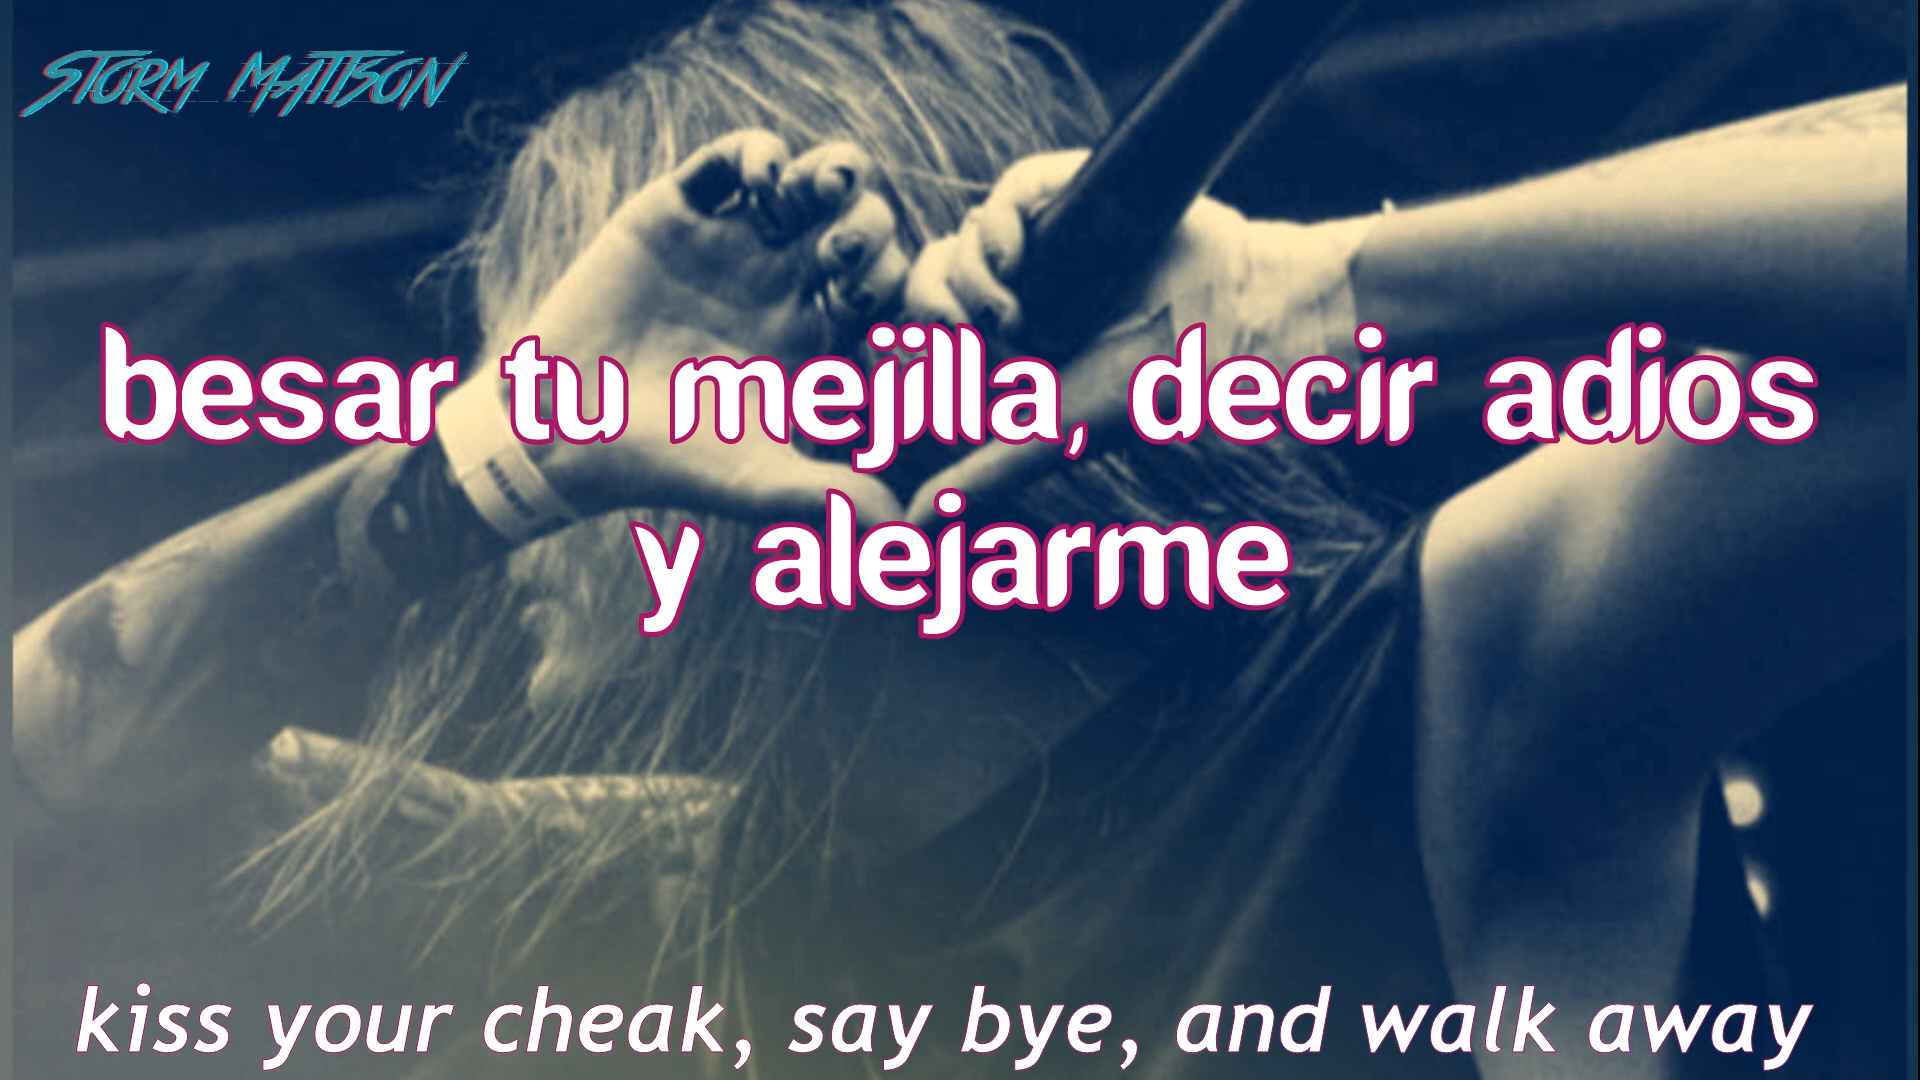 STORM MATTSON
besar tu mejilla, decir adios
y alejarme
kiss your cheak, say bye, and walk away